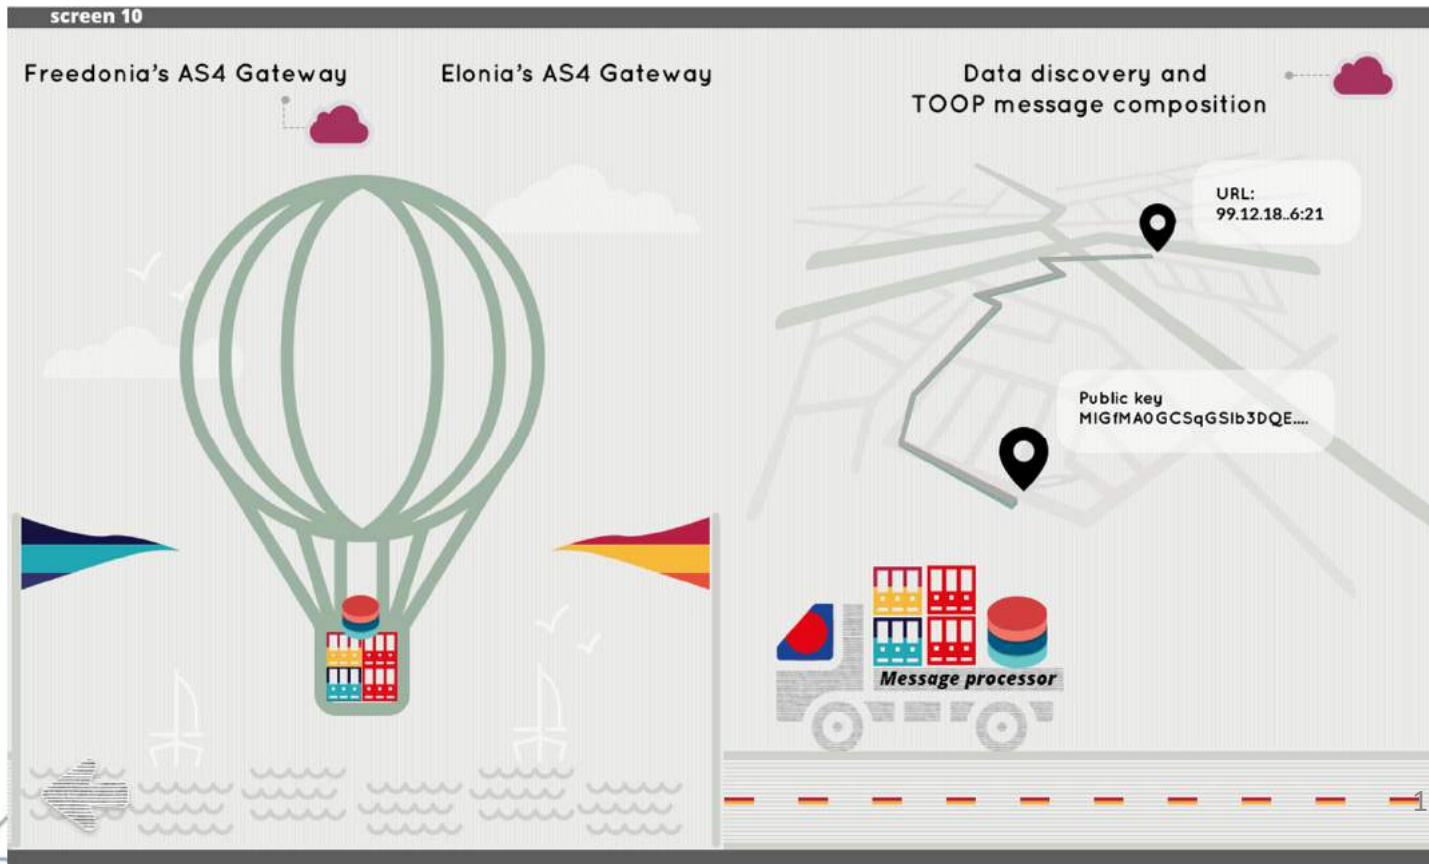 screen 10
Freedonia's AS4 Gateway
Elonia's AS4 Gateway
Data discovery and
TOOP message composition
URL:
99.12.18..6:21
Public key
MIGfMA0GCSqGSIb3DQE....
Message processor
1